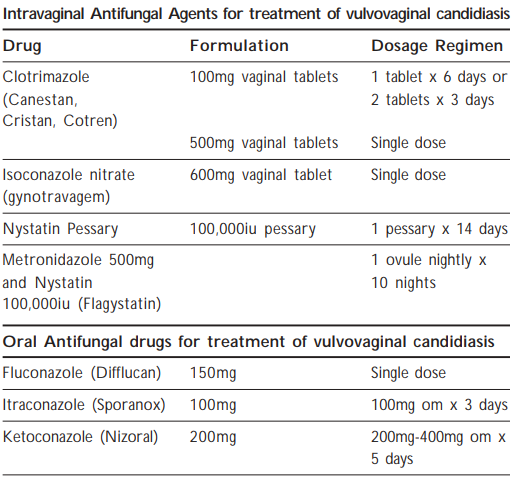 Intravaginal Antifungal Agents for treatment of vulvovaginal candidiasis
Drug Formulation Dosage Regimen
Clotrimazole 100mg vaginal tablets 1 tablet x 6 days or
(Canestan, 2 tablets x 3 days
Cristan, Cotren)
500mg vaginal tablets Single dose
Isoconazole nitrate 600mg vaginal tablet Single dose
(gynotravagem)
Nystatin Pessary 100,000iu pessary 1 pessary x 14 days
Metronidazole 500mg 1 ovule nightly x
and Nystatin 10 nights
100,000iu (Flagystatin)
Oral Antifungal drugs for treatment of vulvovaginal candidiasis
Fluconazole (Difflucan) 150mg Single dose
Itraconazole (Sporanox) 100mg 100mg om x 3 days
Ketoconazole (Nizoral) 200mg 200mg-400mg om x
5 days